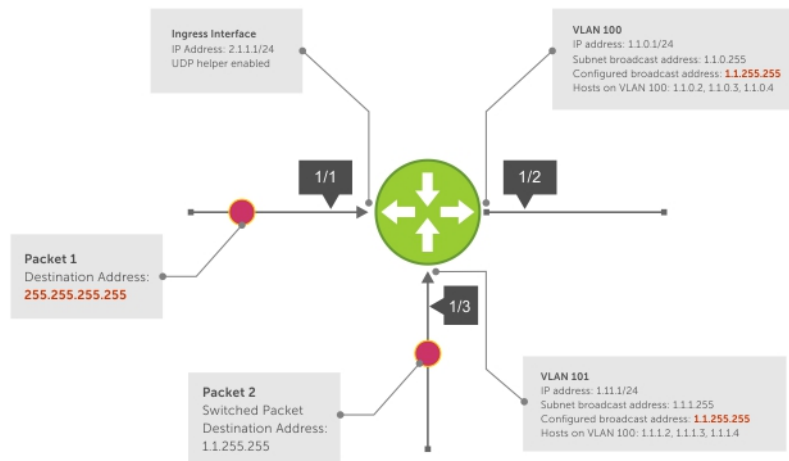 Ingress Interface
IP Address: 2.1.1.1/24
UDP helper enabled
VLAN 100
IP address: 1.1.0.1/24
Subnet broadcast address: 1.1.0.255
Configured broadcast address: 1.1.255.255
Hosts on VLAN 100: 1.1.0.2, 1.1.0.3, 1.1.0.4
1/1
1/2
Packet 1
Destination Address:
255.255.255.255
1/3
Packet 2
Switched Packet
Destination Address:
1.1.255.255
VLAN 101
IP address: 1.11.1/24
Subnet broadcast address: 1.1.1.255
Configured broadcast address: 1.1.255.255
Hosts on VLAN 100: 1.1.1.2, 1.1.1.3, 1.1.1.4